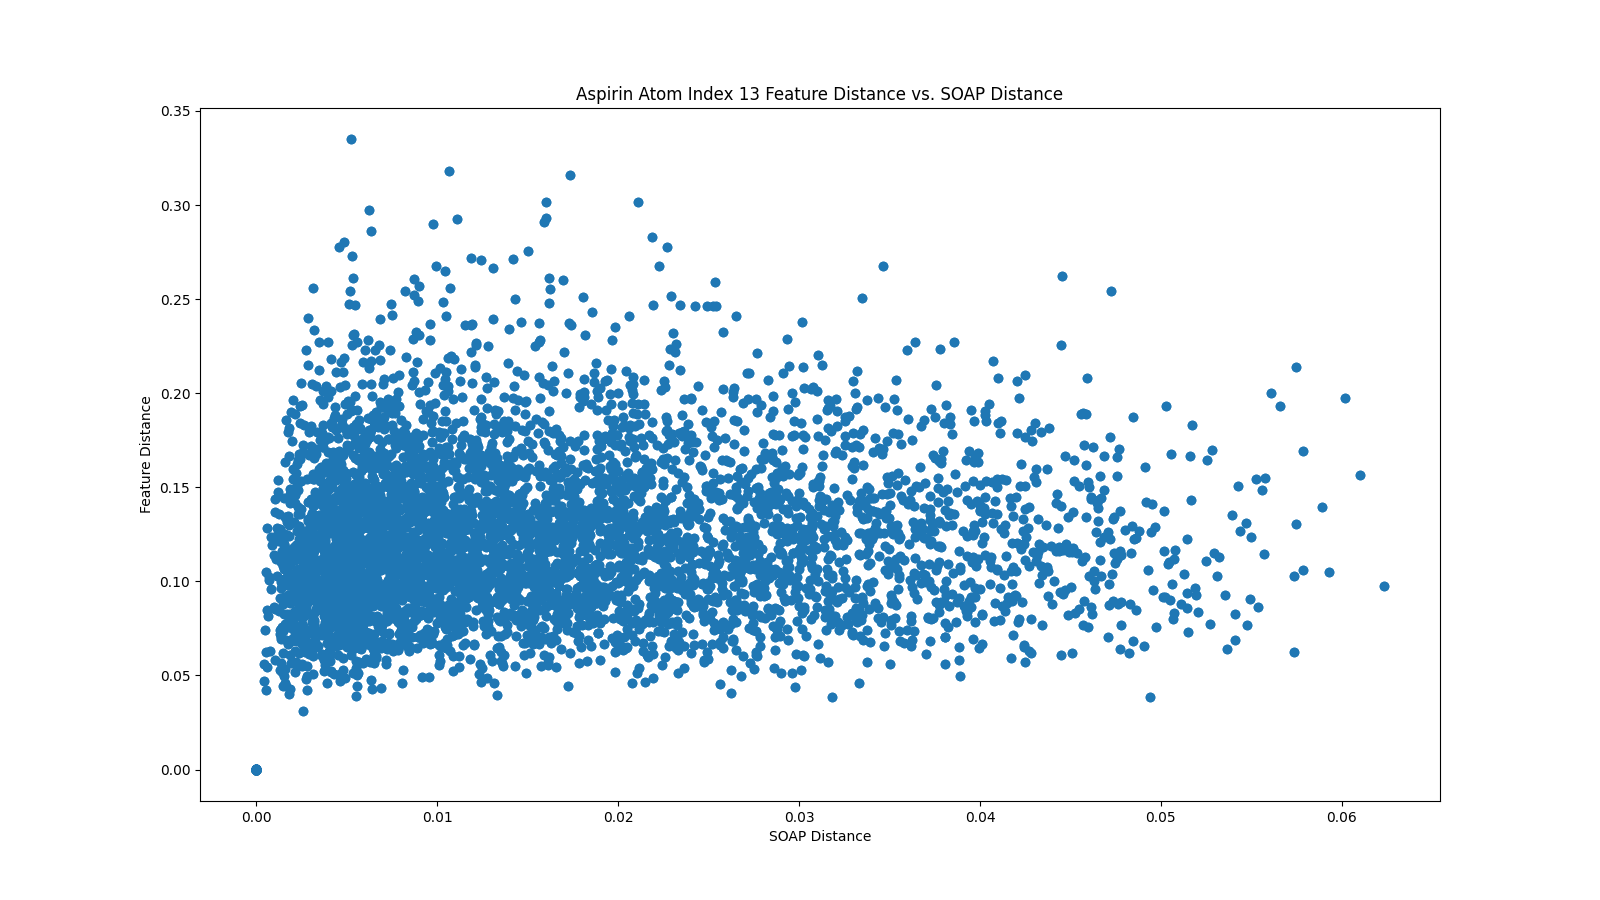 Aspirin Atom Index 13 Feature Distance vs. SOAP Distance
0.35
0.30
0.25
0.20
0.15
0.10
0.05
0.00
Feature Distance
0.00 0.01 0.02 0.03 0.04 0.05 0.06
SOAP Distance